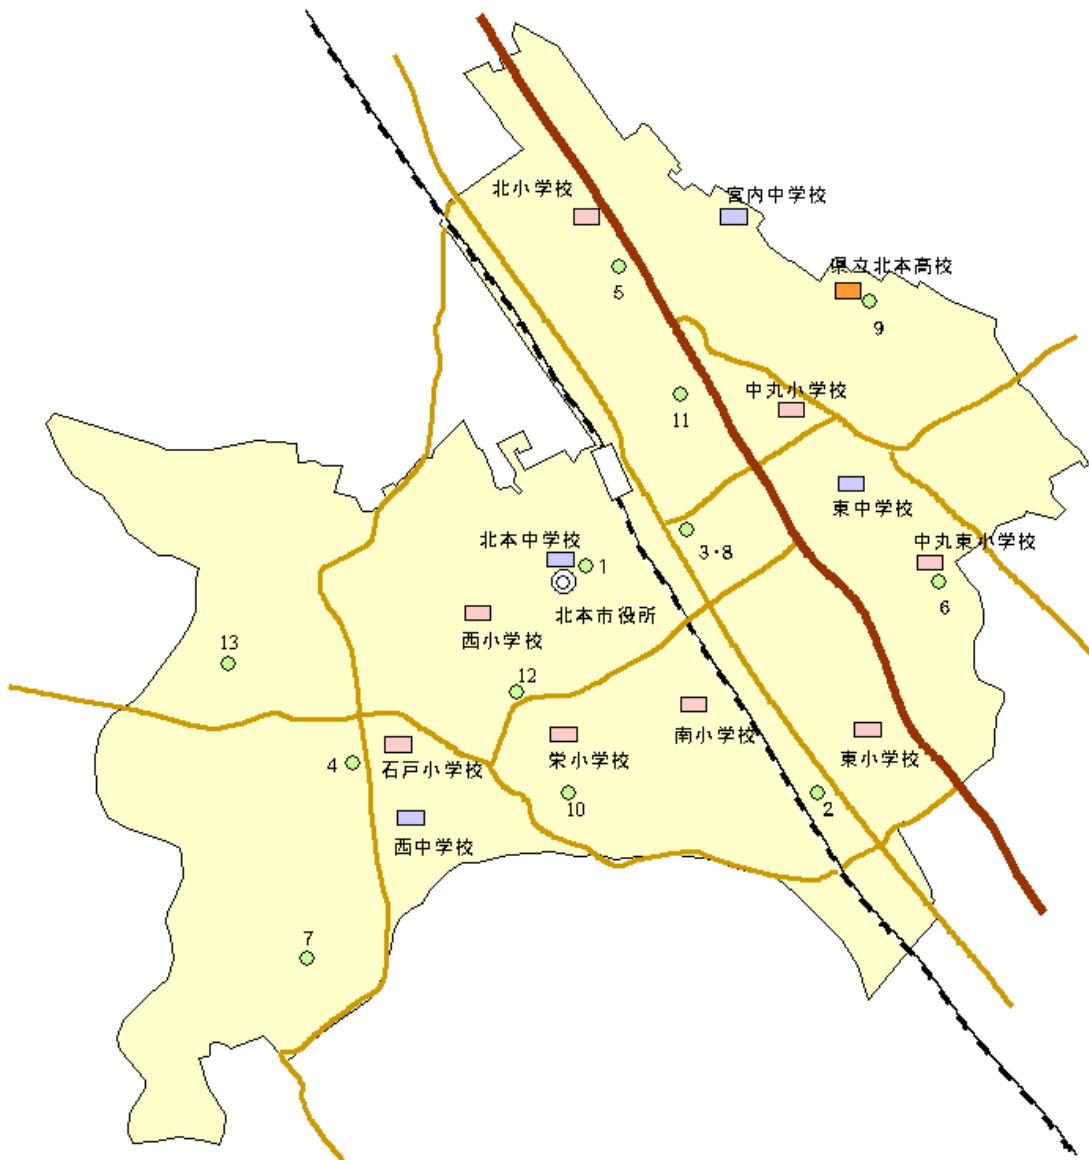 北小学校
宮内中学校
県立北本高校
5
9
中丸小学校
11
東中学校
北本中学校
3・8
中丸東小学校
1
6
北本市役所
西小学校
13
12
南小学校
栄小学校
東小学校
4
石戸小学校
10
2
西中学校
7